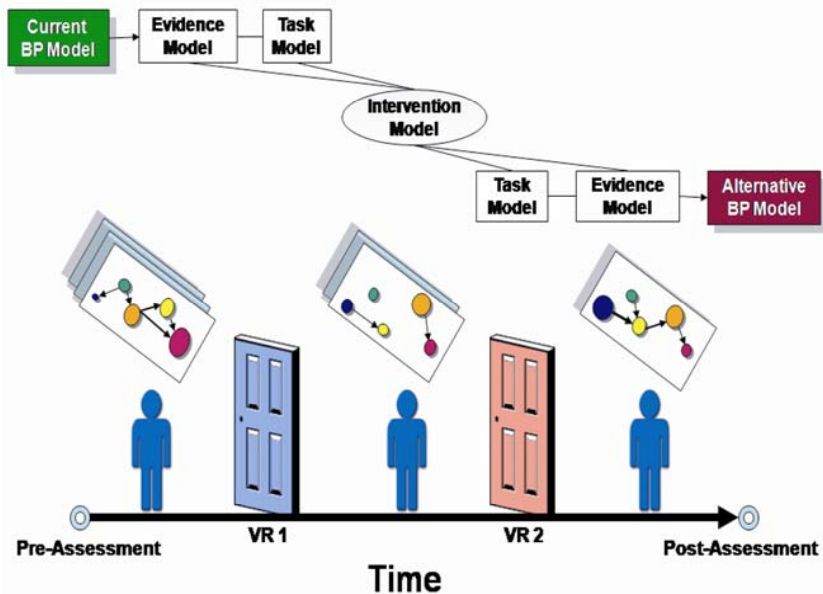 Current
BP Model
Evidence
Model
Task
Model
Intervention
Model
Task
Model
Evidence
Model
Alternative
BP Model
VR 1
VR 2
Pre-Assessment
Post-Assessment
Time